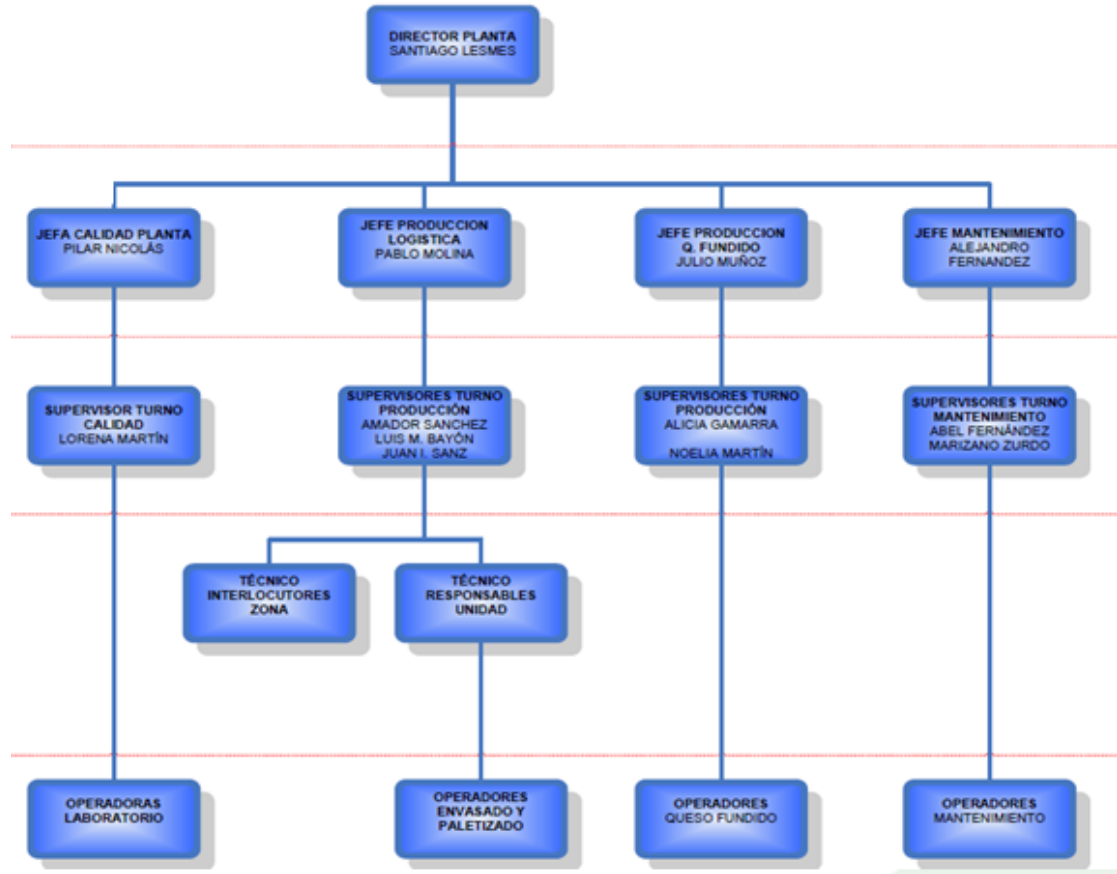 DIRECTOR PLANTA
SANTIAGO LESMES
JEFA CALIDAD PLANTA
PILAR NICOLÁS
JEFE PRODUCCION
LOGISTICA
PABLO MOLINA
JEFE PRODUCCION
Q. FUNDIDO
JULIO MUÑOZ
JEFE MANTENIMIENTO
ALEJANDRO
FERNANDEZ
SUPERVISOR TURNO
CALIDAD
LORENA MARTÍN
SUPERVISORES TURNO
PRODUCCIÓN
AMADOR SANCHEZ
LUIS M. BAYÓN
JUAN I. SANZ
SUPERVISORES TURNO
PRODUCCIÓN
ALICIA GAMARRA
NOELIA MARTÍN
SUPERVISORES TURNO
MANTENIMIENTO
ABEL FERNÁNDEZ
MARIZANO ZURDO
TÉCNICO
INTERLOCUTORES
ZONA
TÉCNICO
RESPONSABLES
UNIDAD
OPERADORAS
LABORATORIO
OPERADORES
ENVASADO Y
PALETIZADO
OPERADORES
QUESO FUNDIDO
OPERADORES
MANTENIMIENTO